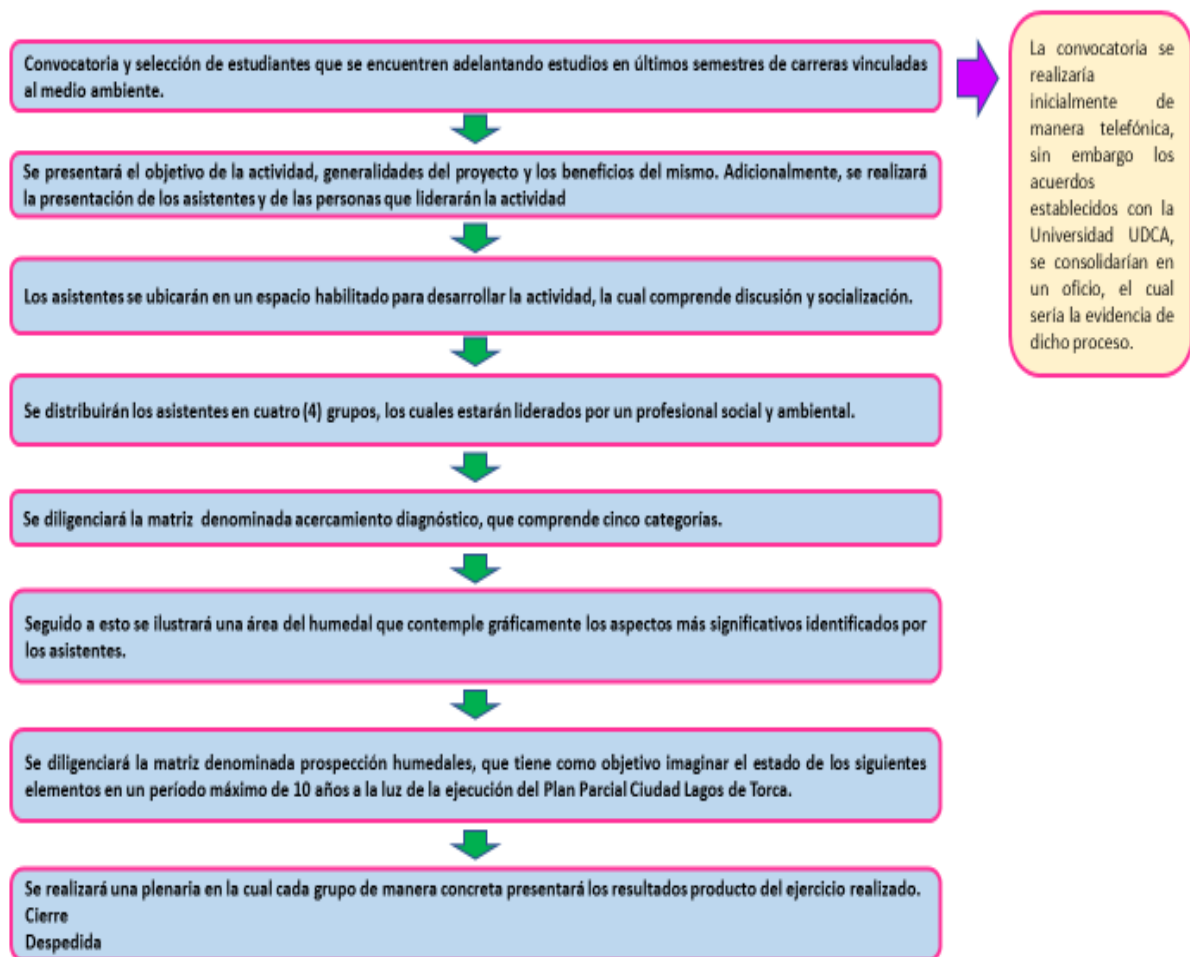 Convocatoria y selección de estudiantes que se encuentren adelantando estudios en últimos semestres de carreras vinculadas
al medio ambiente.
Se presentará el objetivo de la actividad, generalidades del proyecto y los beneficios del mismo. Adicionalmente, se realizará
la presentación de los asistentes y de las personas que liderarán la actividad
Los asistentes se ubicarán en un espacio habilitado para desarrollar la actividad, la cual comprende discusión y socialización.
Se distribuirán los asistentes en cuatro (4) grupos, los cuales estarán liderados por un profesional social y ambiental.
Se diligenciará la matriz denominada acercamiento diagnóstico, que comprende cinco categorías.
Seguido a esto se ilustrará una área del humedal que contemple gráficamente los aspectos más significativos identificados por
los asistentes.
Se diligenciará la matriz denominada prospección humedales, que tiene como objetivo imaginar el estado de los siguientes
elementos en un período máximo de 10 años a la luz de la ejecución del Plan Parcial Ciudad Lagos de Torca.
Se realizará una plenaria en la cual cada grupo de manera concreta presentará los resultados producto del ejercicio realizado.
Cierre
Despedida
La convocatoria se
realizaría
inicialmente de
manera telefónica,
sin embargo los
acuerdos
establecidos con la
Universidad UDCA,
se consolidarían en
un oficio, el cual
sería la evidencia de
dicho proceso.